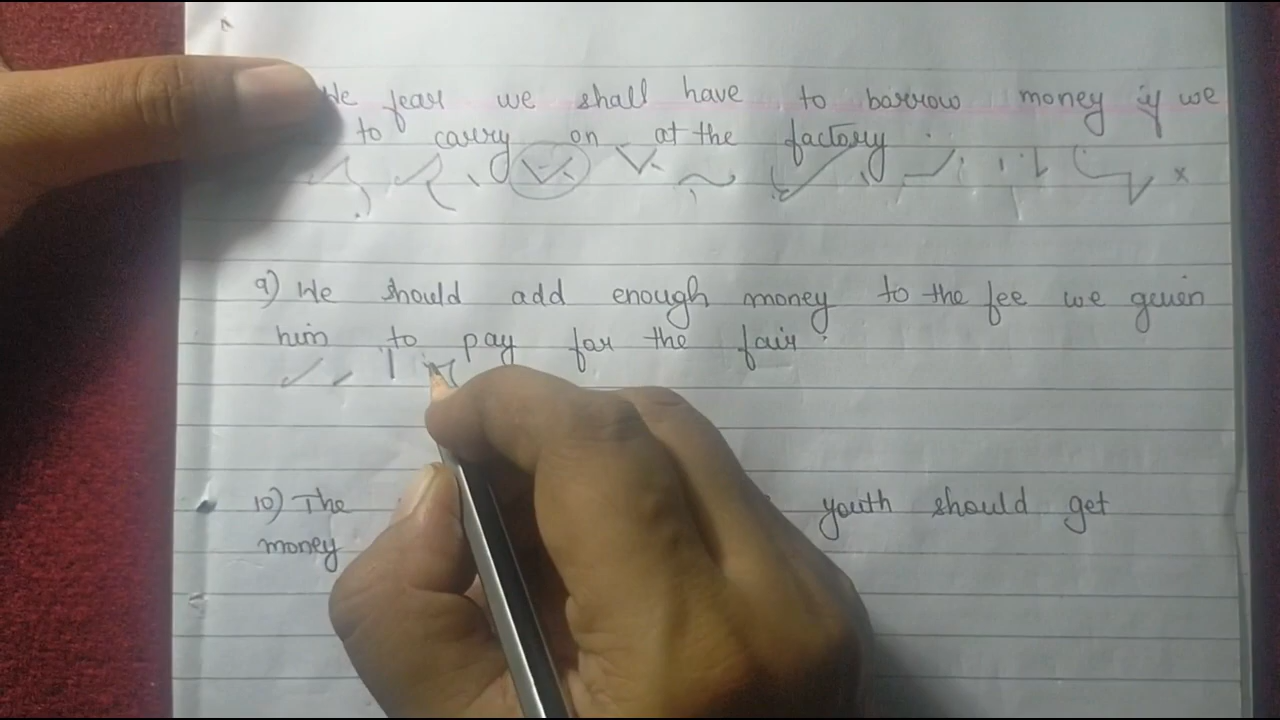 We fear we shall have to barrow money if we
to carry on at the factory.
9) We should add enough money to the fee we given
him to pay for the fair.
10) The youth should get
money